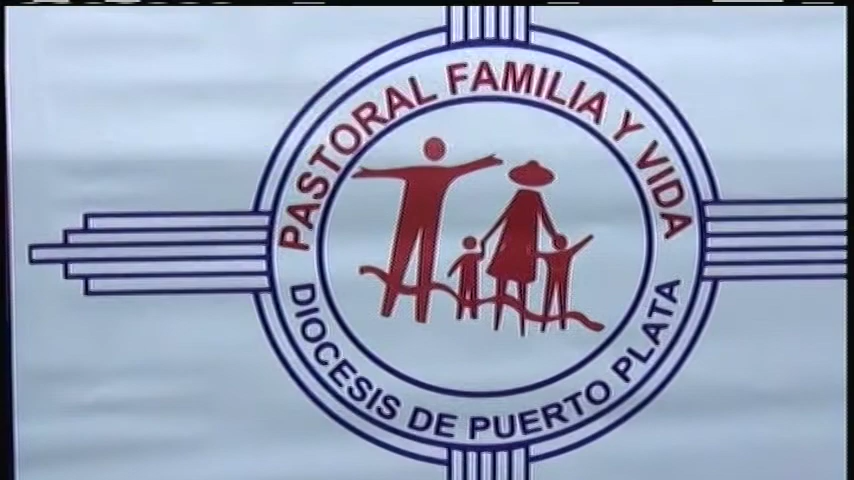 PASTORAL FAMILIA Y VIDA
DIOCESIS DE PUERTO PLATA